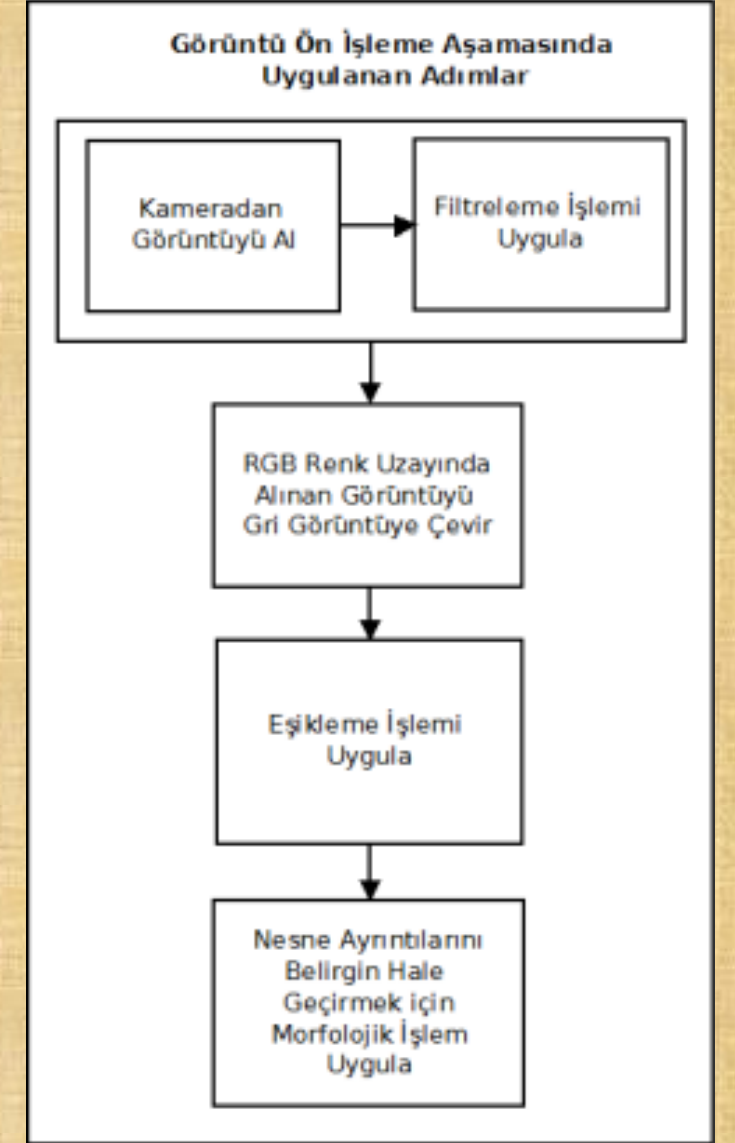 Görüntü Ön İşleme Aşamasında
Uygulanan Adımlar
Kameradan
Görüntüyü Al
Filtreleme İşlemi
Uygula
RGB Renk Uzayında
Alınan Görüntüyü
Gri Görüntüye Çevir
Eşikleme İşlemi
Uygula
Nesne Ayrıntılarını
Belirgin Hale
Geçirmek için
Morfolojik İşlem
Uygula